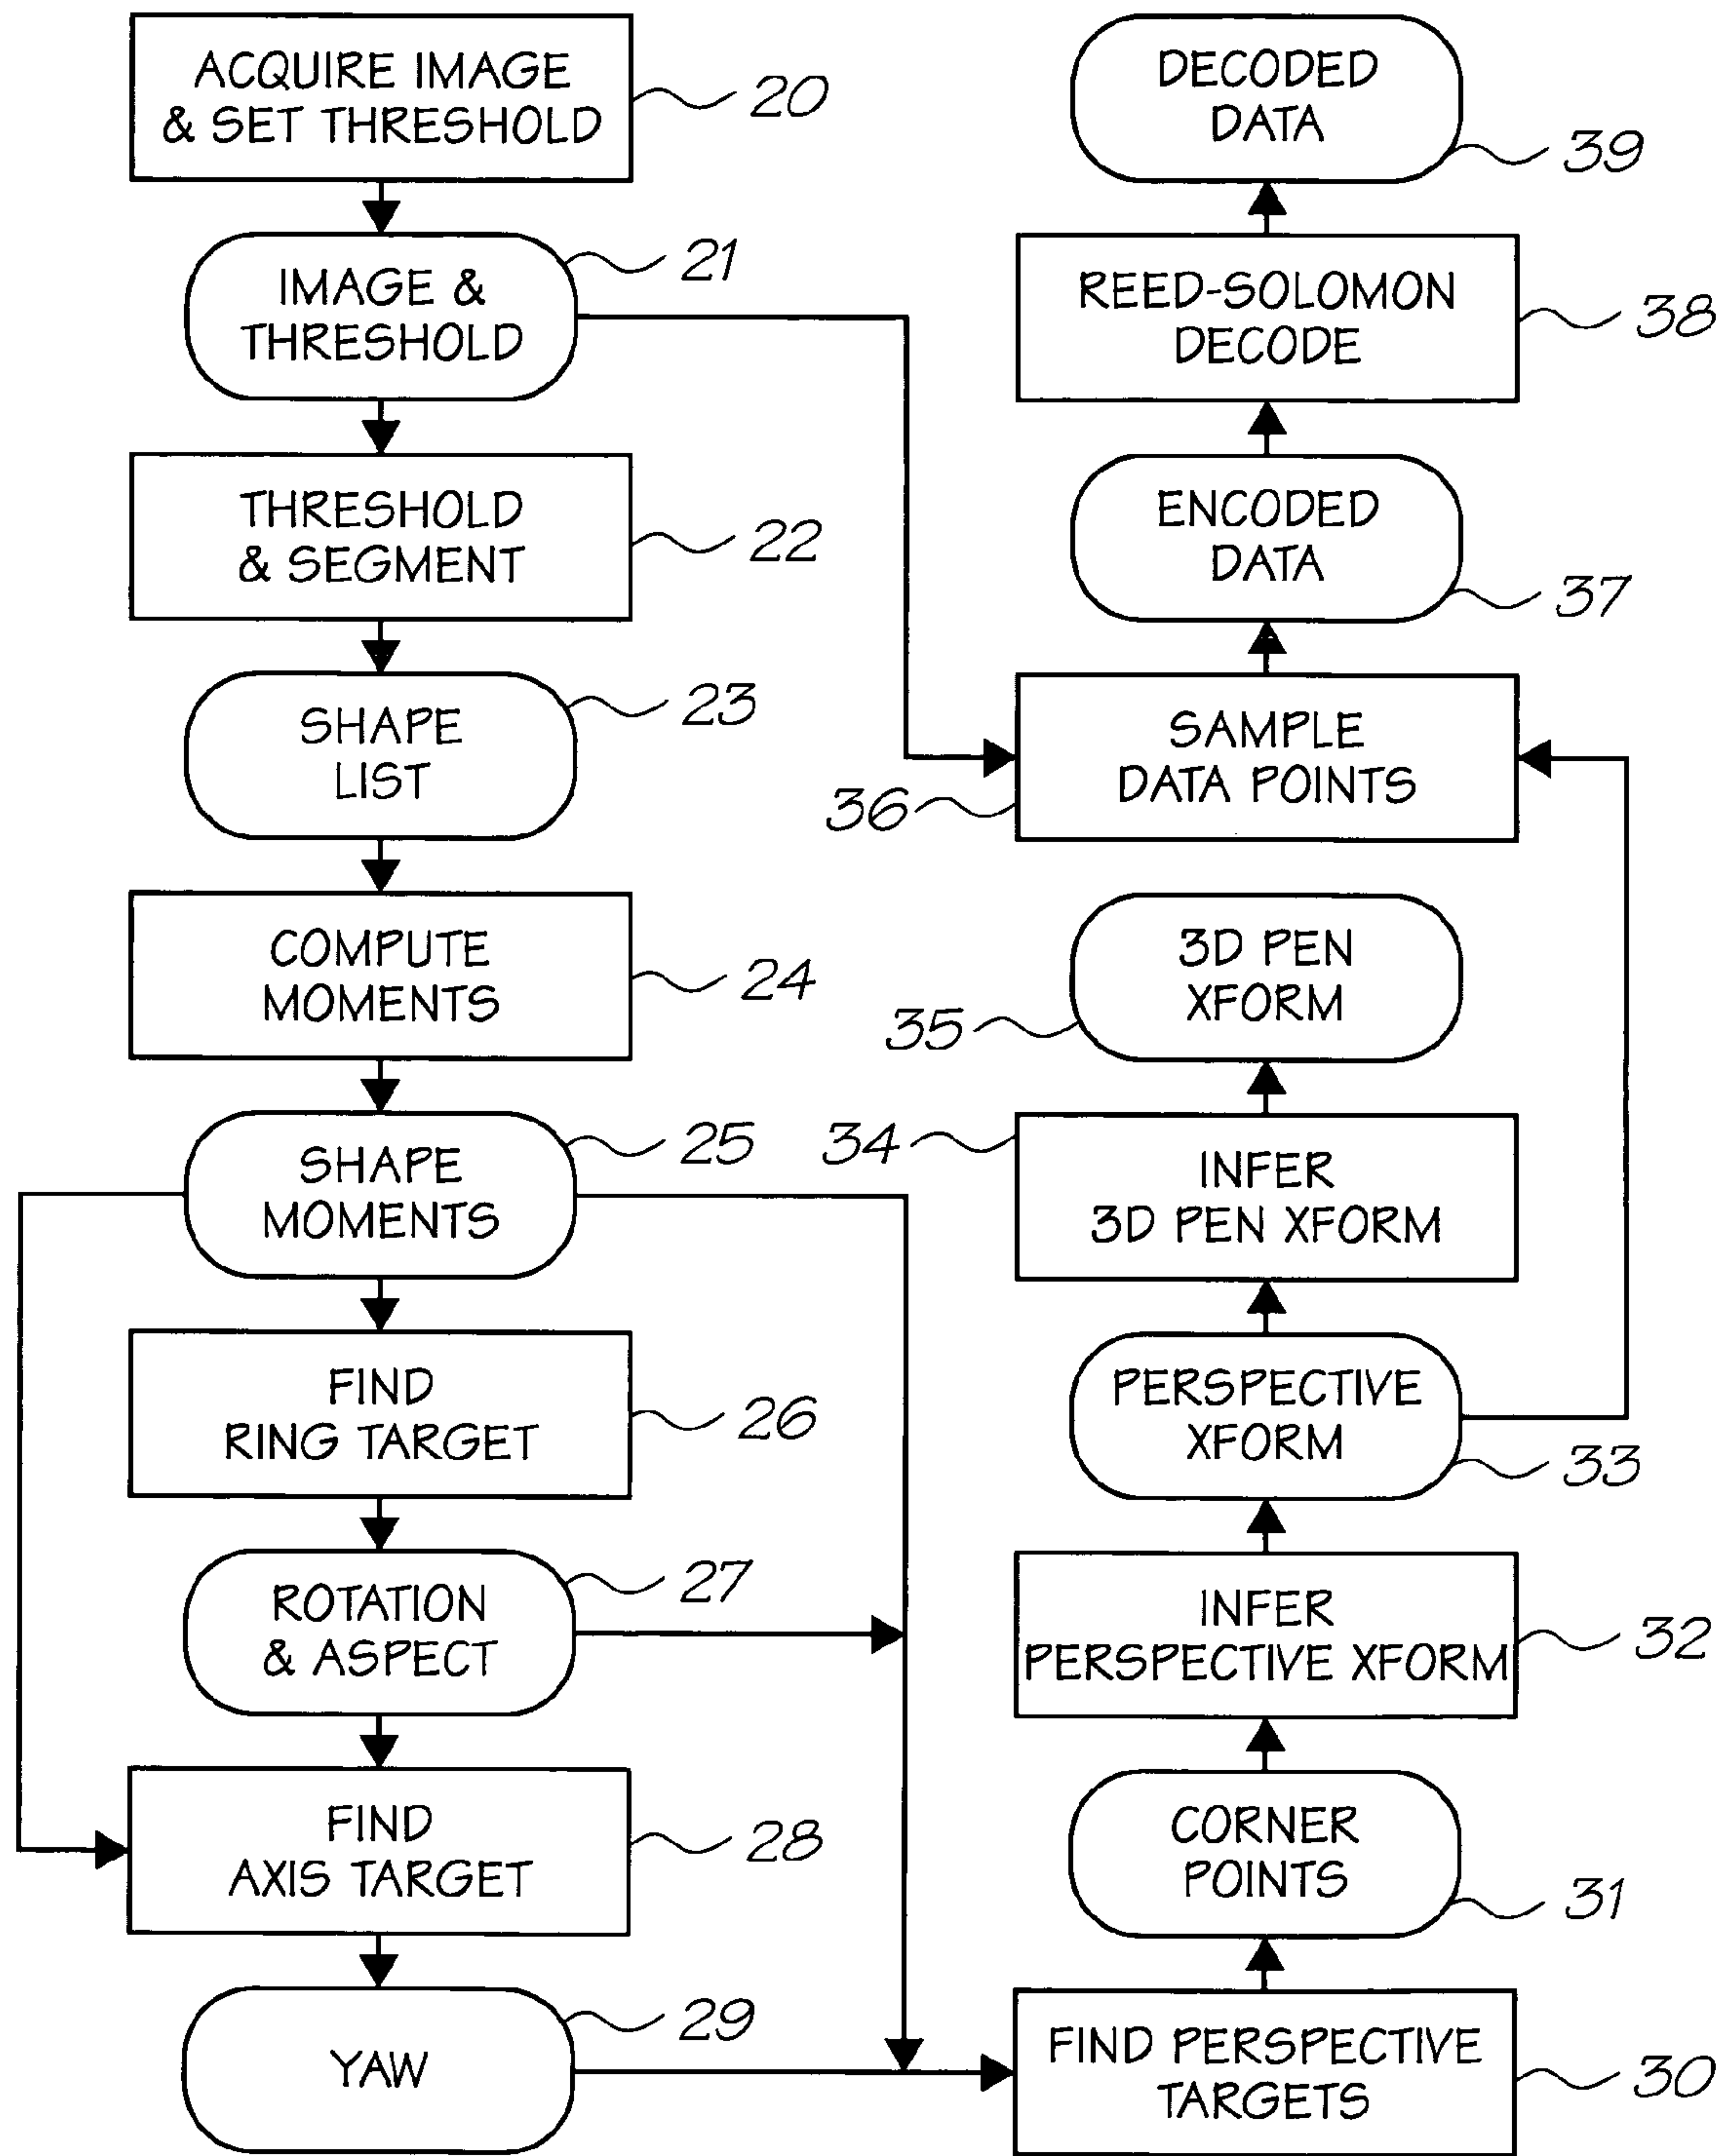 ACQUIRE IMAGE
& SET THRESHOLD
20
IMAGE &
THRESHOLD
21
THRESHOLD
& SEGMENT
22
SHAPE
LIST
23
COMPUTE
MOMENTS
24
SHAPE
MOMENTS
25
FIND
RING TARGET
26
ROTATION
& ASPECT
27
FIND
AXIS TARGET
28
YAW
29
DECODED
DATA
39
REED-SOLOMON
DECODE
38
ENCODED
DATA
37
SAMPLE
DATA POINTS
36
3D PEN
XFORM
35
34
INFER
3D PEN XFORM
PERSPECTIVE
XFORM
33
INFER
PERSPECTIVE XFORM
32
CORNER
POINTS
31
FIND PERSPECTIVE
TARGETS
30